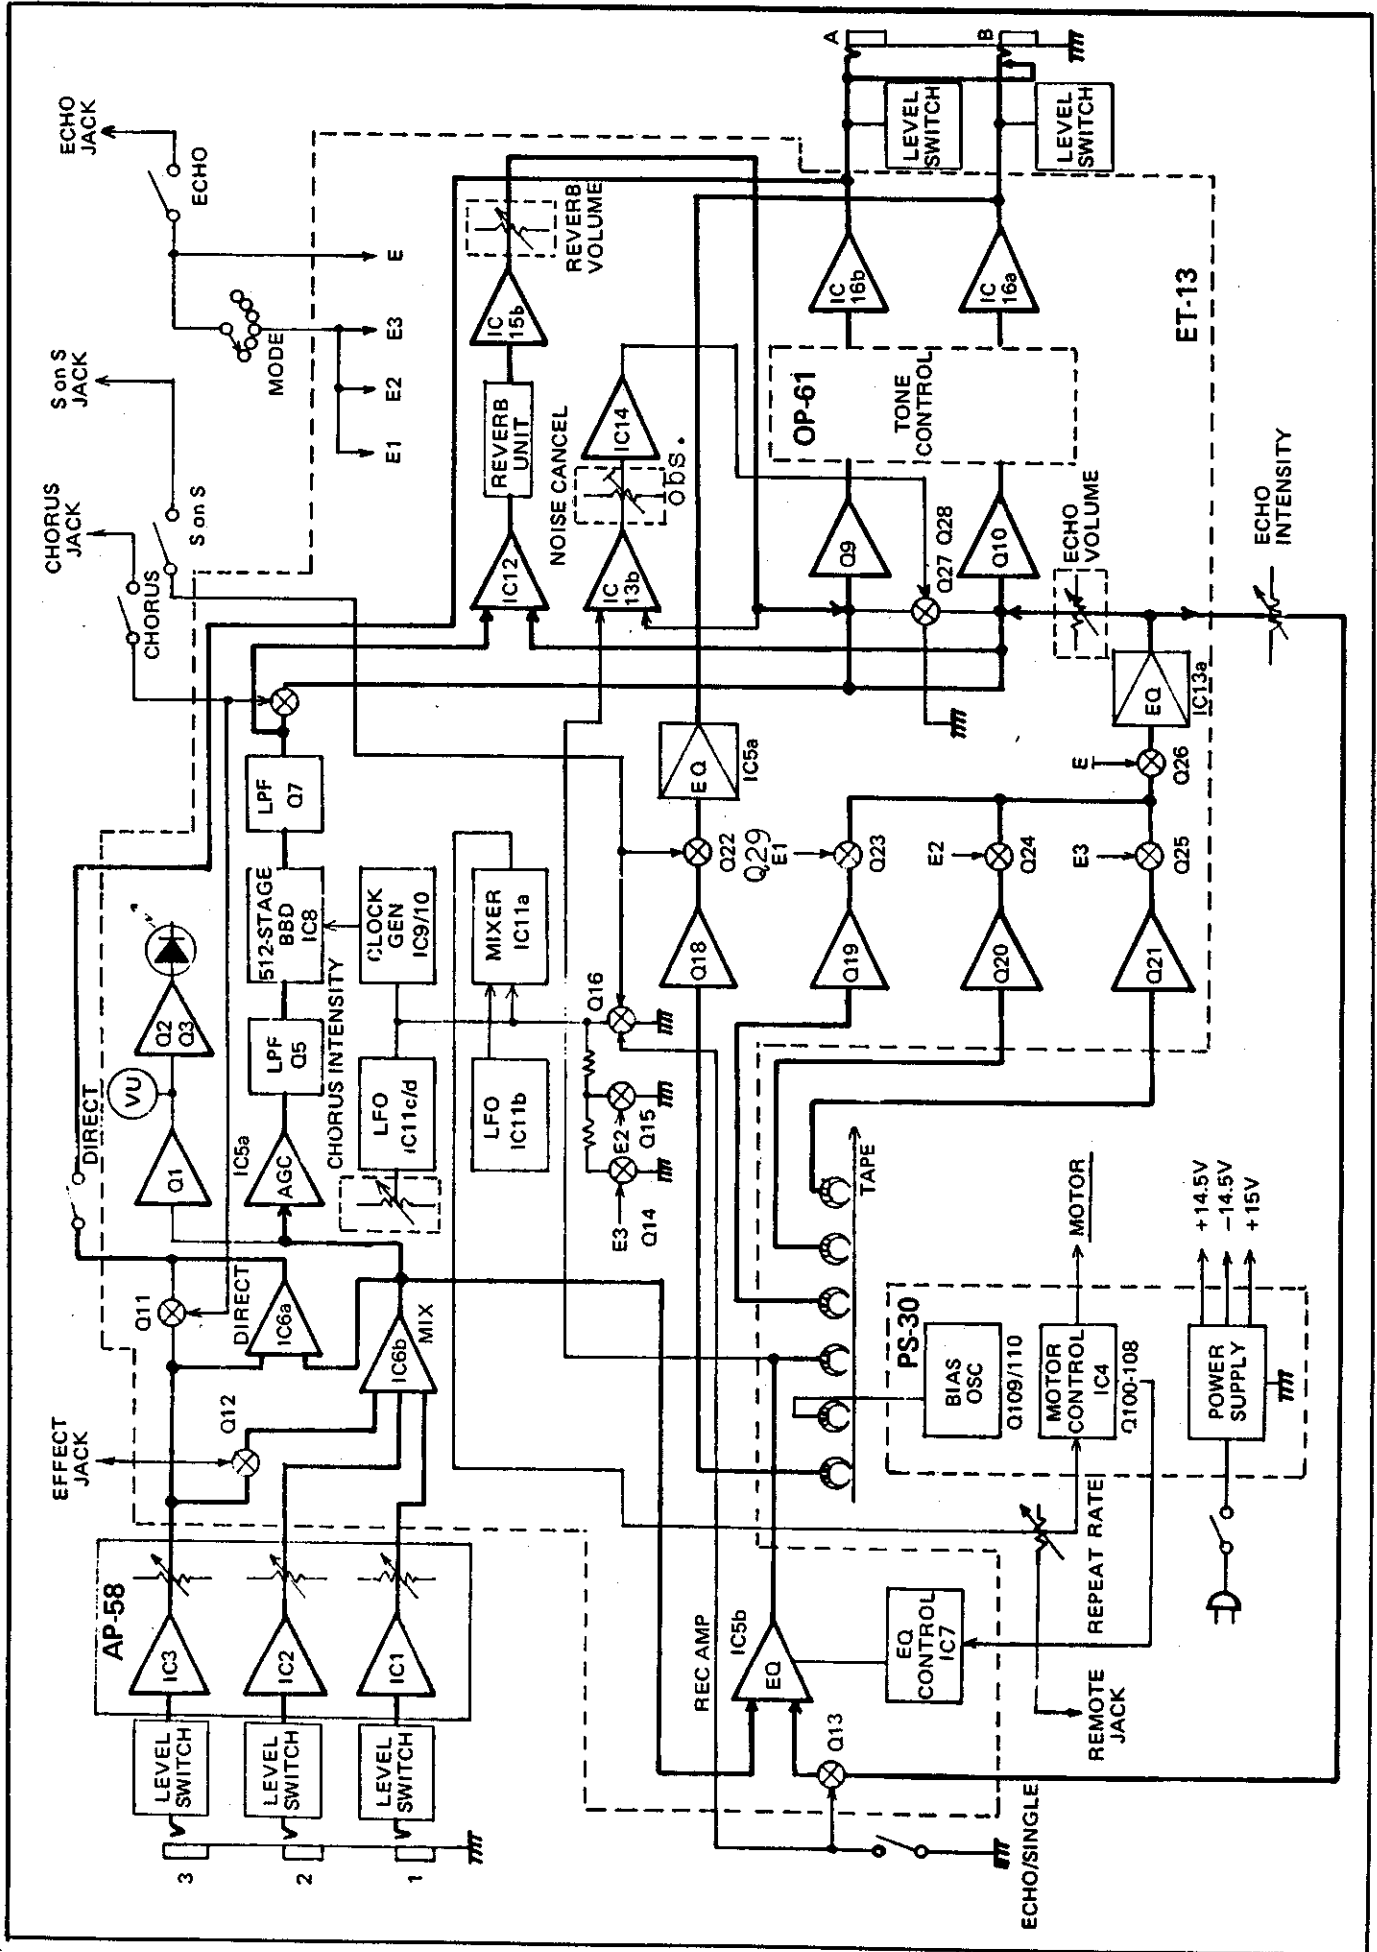 3
2
1
LEVEL
SWITCH
LEVEL
SWITCH
LEVEL
SWITCH
AP-58
IC3
IC2
IC1
EFFECT
JACK
Q12
Q11
DIRECT
IC6a
IC6b
MIX
DIRECT
Q1
VU
Q2
Q3
IC5a
AGC
LPF
Q5
512-STAGE
BBD
IC8
LPF
Q7
CHORUS INTENSITY
LFO
IC11c/d
CLOCK
GEN
IC9/10
LFO
IC11b
MIXER
IC11a
E3
Q14
E2
Q15
Q16
CHORUS
JACK
CHORUS
S on S
JACK
S on S
ECHO
JACK
ECHO
MODE
E1
E2
E3
E
IC12
REVERB
UNIT
IC
15b
REVERB
VOLUME
NOISE CANCEL
IC
13b
IC14
obs.
Q18
Q22
Q29
EQ
IC5a
Q19
E1
Q23
Q20
E2
Q24
Q21
E3
Q25
E
Q26
EQ
IC13a
ECHO
VOLUME
ECHO
INTENSITY
Q9
Q27 Q28
Q10
OP-61
TONE
CONTROL
IC
16b
IC
16a
LEVEL
SWITCH
LEVEL
SWITCH
A
B
ET-13
REC AMP
IC5b
EQ
EQ
CONTROL
IC7
Q13
ECHO/SINGLE
REMOTE
JACK
REPEAT RATE
TAPE
PS-30
BIAS
OSC
Q109/110
MOTOR
CONTROL
IC4
Q100-108
MOTOR
POWER
SUPPLY
+14.5V
-14.5V
+15V